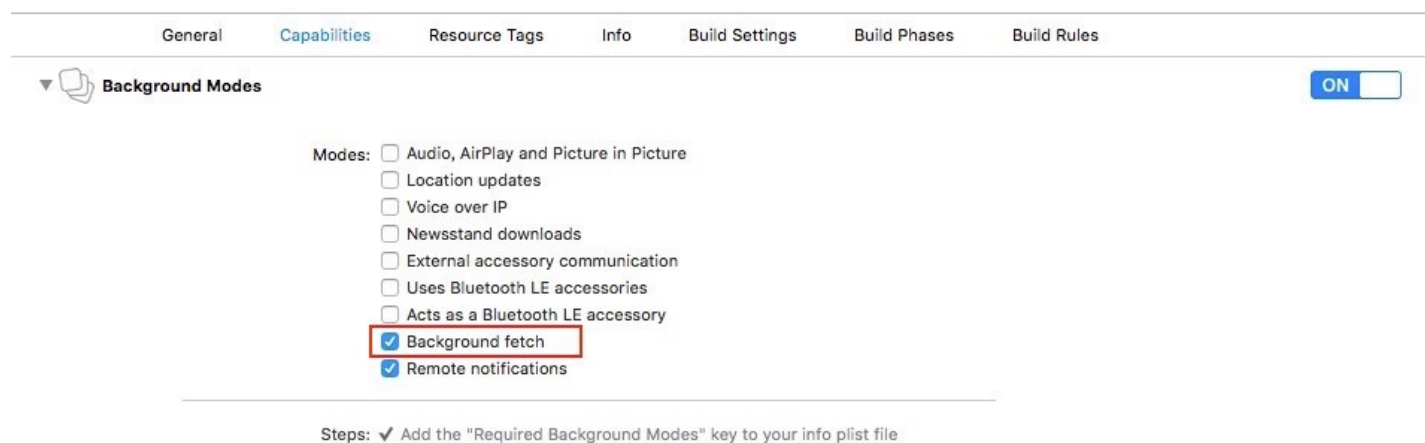 General Capabilities Resource Tags Info Build Settings Build Phases Build Rules
Background Modes ON
Modes: Audio, AirPlay and Picture in Picture
Location updates
Voice over IP
Newsstand downloads
External accessory communication
Uses Bluetooth LE accessories
Acts as a Bluetooth LE accessory
Background fetch
Remote notifications
Steps: ✓ Add the "Required Background Modes" key to your info plist file